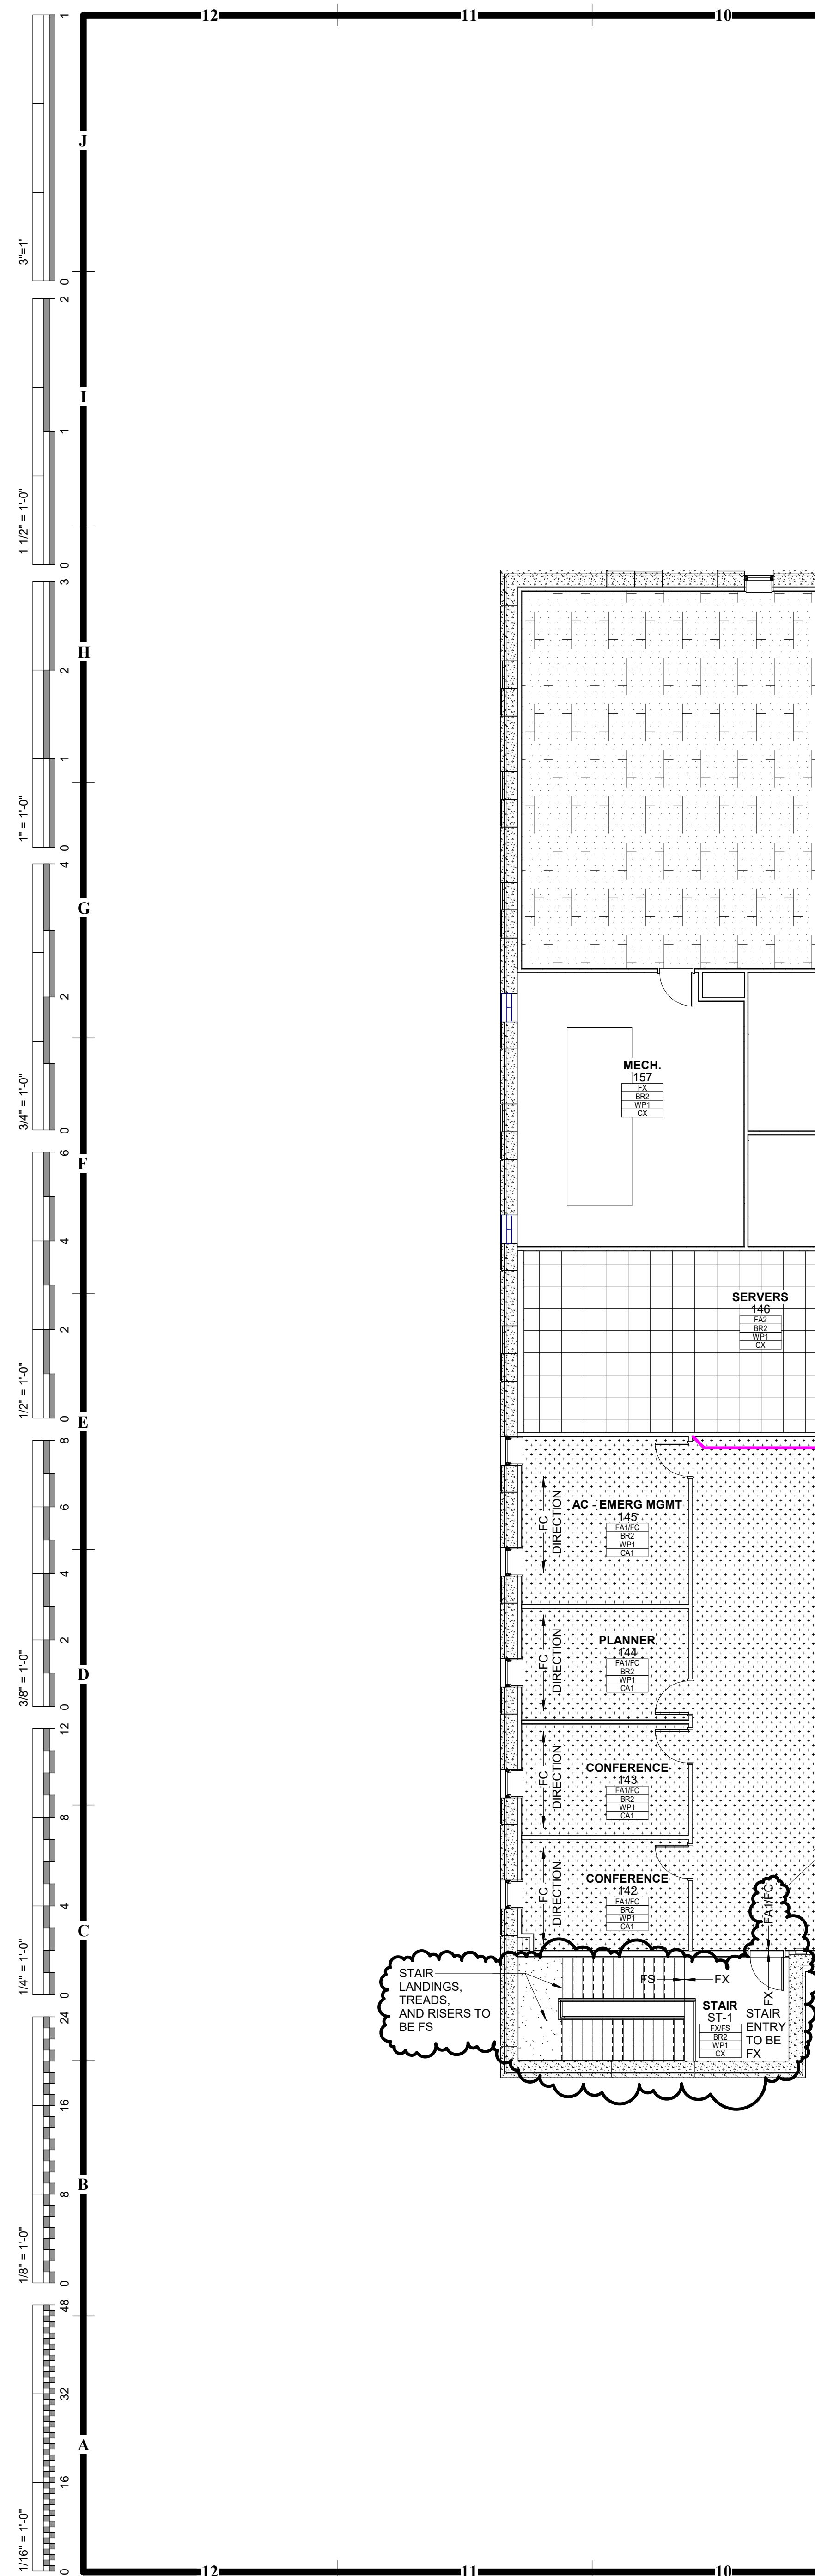 12
11
10
J
I
H
G
F
E
D
C
B
A
3"=1'
0
1
1 1/2" = 1'-0"
0
1
2
1" = 1'-0"
0
1
2
3
3/4" = 1'-0"
0
2
4
1/2" = 1'-0"
0
2
4
6
3/8" = 1'-0"
0
2
4
6
8
1/4" = 1'-0"
0
4
8
12
1/8" = 1'-0"
0
8
16
24
1/16" = 1'-0"
0
16
32
48
MECH.
157
FX
BR2
WP1
CX
SERVERS
146
FA2
BR2
WP1
CX
FC
DIRECTION
AC - EMERG MGMT
145
FA1/FC
BR2
WP1
CA1
FC
DIRECTION
PLANNER
144
FA1/FC
BR2
WP1
CA1
FC
DIRECTION
CONFERENCE
143
FA1/FC
BR2
WP1
CA1
FC
DIRECTION
CONFERENCE
142
FA1/FC
BR2
WP1
CA1
FA1/FC
FX
STAIR
LANDINGS,
TREADS,
AND RISERS TO
BE FS
FS
FX
STAIR
ST-1
FX/FS
BR2
WP1
CX
STAIR
ENTRY
TO BE
FX
12
11
10